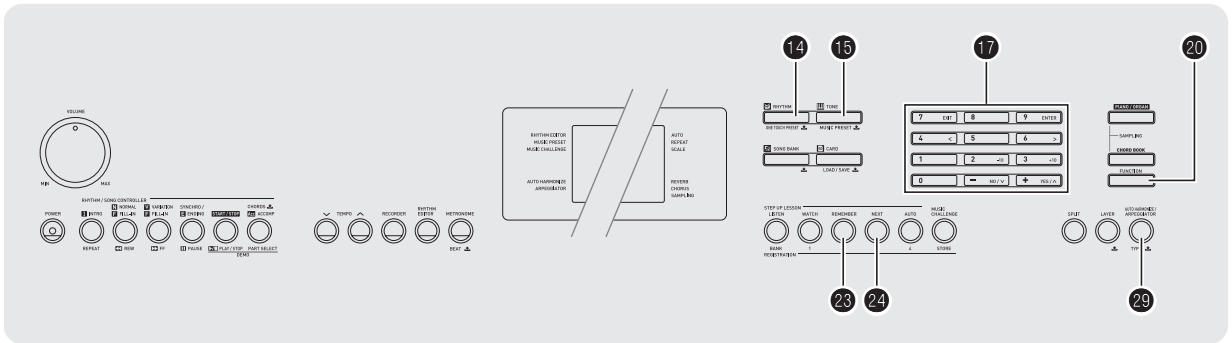 14
15
17
20
VOLUME
MIN MAX
RHYTHM / SONG CONTROLLER
POWER
I INTRO
N NORMAL
F FILL-IN
V VARIATION
F FILL-IN
SYNCHRO /
E ENDING
START / STOP
CHORDS
ACCOMP
REPEAT
REW
FF
PAUSE
PLAY / STOP
PART SELECT
DEMO
TEMPO
RECORDER
RHYTHM
EDITOR
METRONOME
BEAT
RHYTHM EDITOR
MUSIC PRESET
MUSIC CHALLENGE
AUTO HARMONIZE
ARPEGGIATOR
AUTO
REPEAT
SCALE
REVERB
CHORUS
SAMPLING
RHYTHM
TONE
ONE TOUCH PRESET
MUSIC PRESET
SONG BANK
CARD
LOAD / SAVE
7 EXIT 8 9 ENTER
4 < 5 6 >
1 2 -10 3 +10
0 − NO / ∨ + YES / ∧
PIANO / ORGAN
SAMPLING
CHORD BOOK
FUNCTION
STEP UP LESSON
LISTEN
WATCH
REMEMBER
NEXT
AUTO
MUSIC
CHALLENGE
BANK
1
4
STORE
REGISTRATION
SPLIT
LAYER
AUTO HARMONIZE /
ARPEGGIATOR
TYP
23
24
29